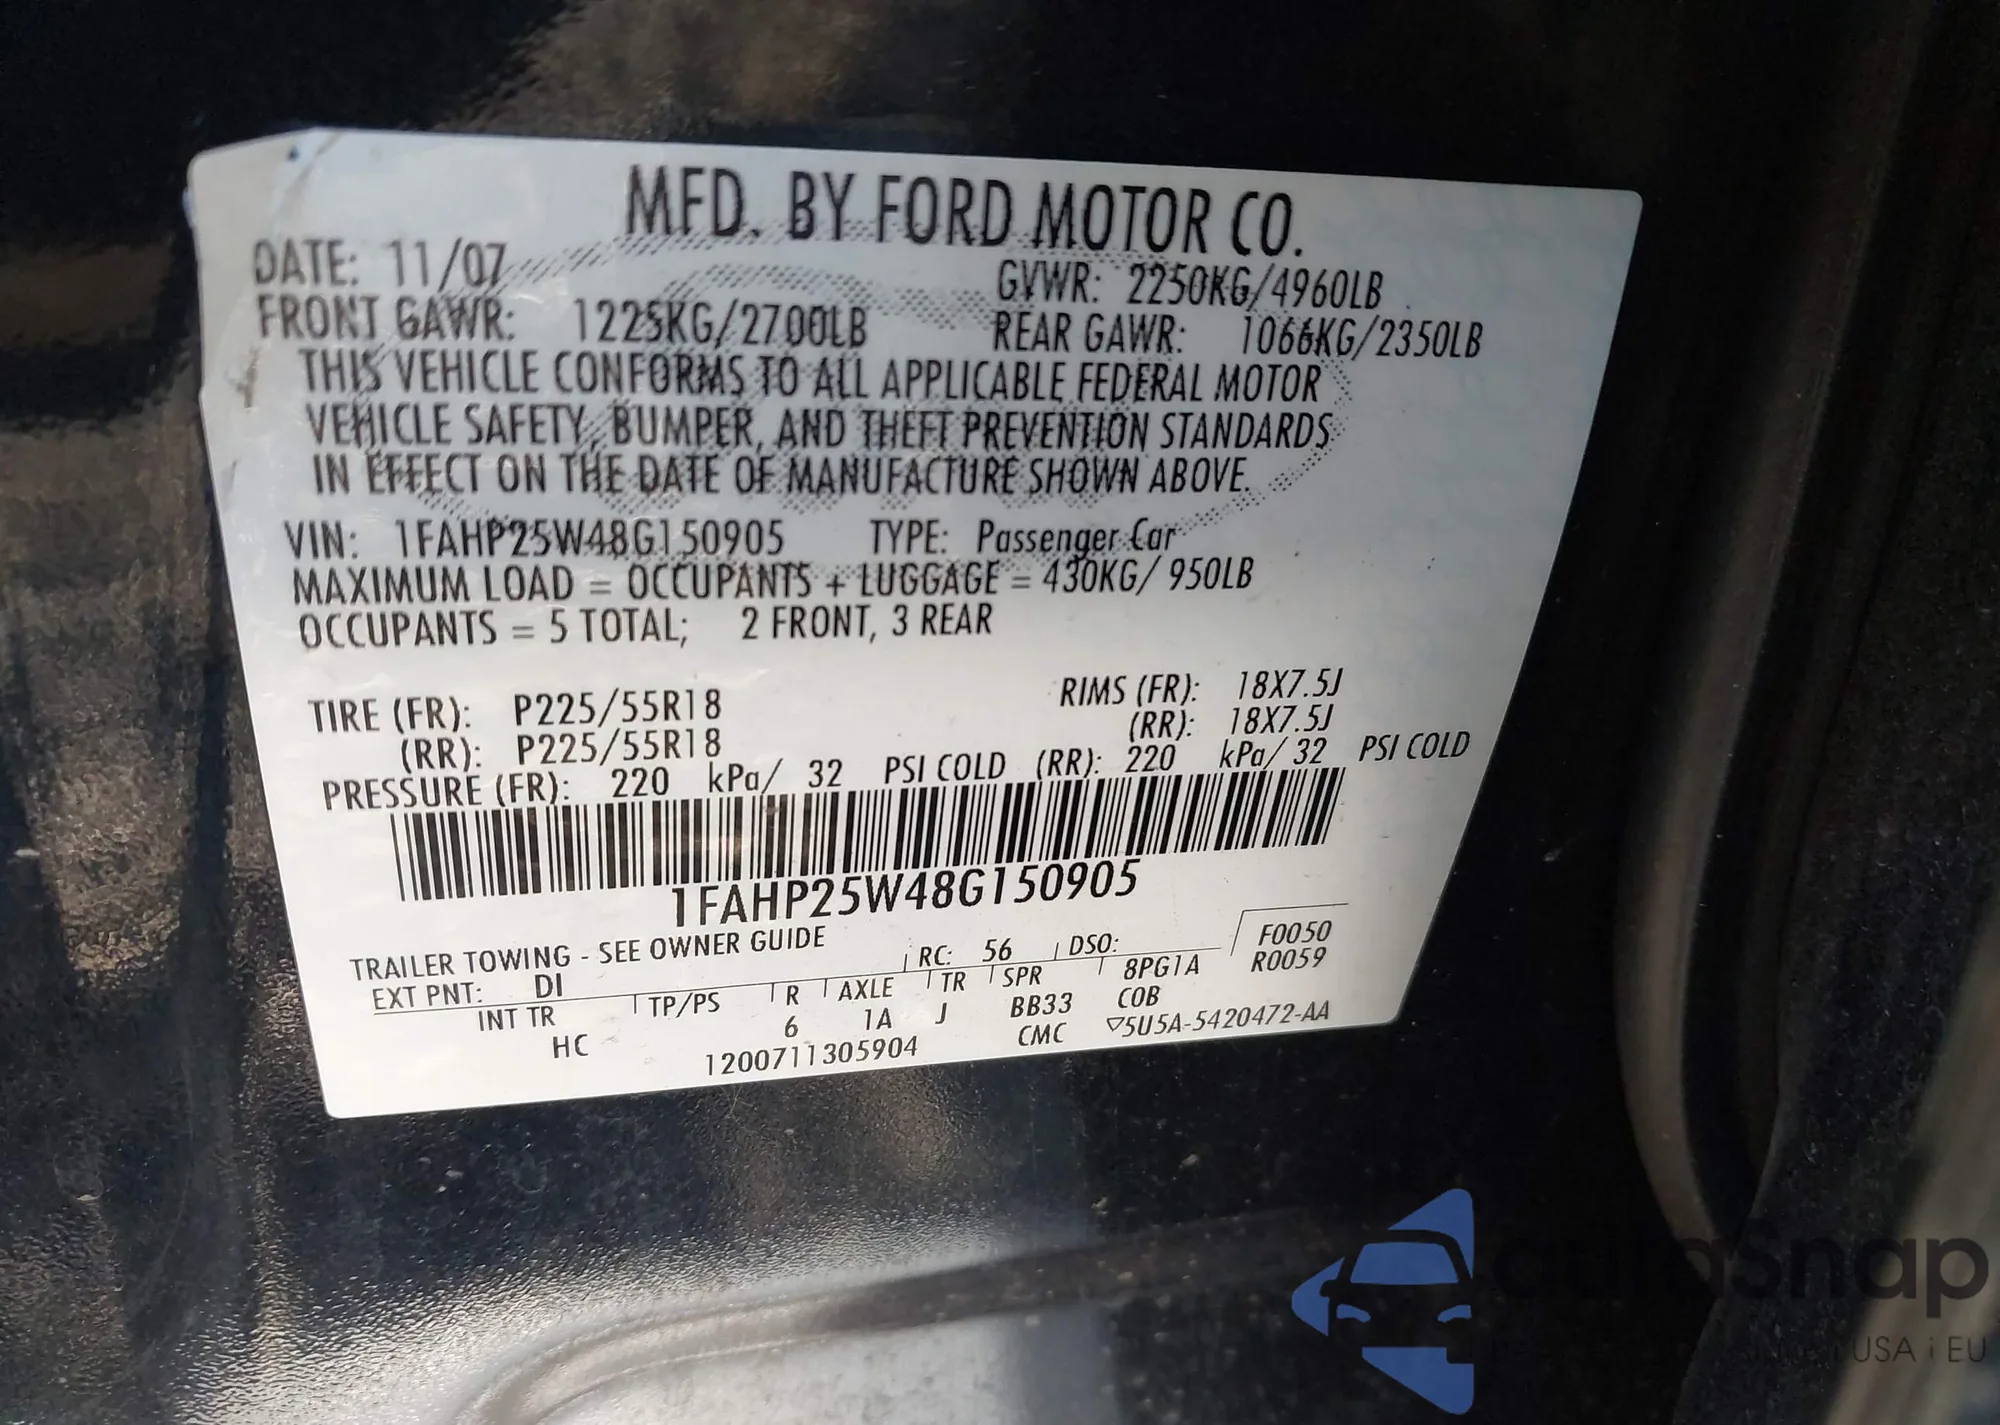 MFD. BY FORD MOTOR CO.
DATE: 11/07
GVWR: 2250KG/4960LB
FRONT GAWR: 1225KG/2700LB
REAR GAWR: 1066KG/2350LB
THIS VEHICLE CONFORMS TO ALL APPLICABLE FEDERAL MOTOR
VEHICLE SAFETY, BUMPER, AND THEFT PREVENTION STANDARDS
IN EFFECT ON THE DATE OF MANUFACTURE SHOWN ABOVE.
VIN: 1FAHP25W48G150905 TYPE: Passenger Car
MAXIMUM LOAD = OCCUPANTS + LUGGAGE = 430KG/ 950LB
OCCUPANTS = 5 TOTAL; 2 FRONT, 3 REAR
TIRE (FR): P225/55R18 RIMS (FR): 18X7.5J
(RR): P225/55R18 (RR): 18X7.5J
PRESSURE (FR): 220 kPa/ 32 PSI COLD (RR): 220 kPa/ 32 PSI COLD
1FAHP25W48G150905
TRAILER TOWING - SEE OWNER GUIDE RC: 56 DSO: F0050
EXT PNT: DI R0059
INT TR TP/PS R AXLE TR SPR 8PG1A
HC 6 1A J BB33 COB
1200711305904 CMC ▽5U5A-5420472-AA
autoSnap
USA i EU